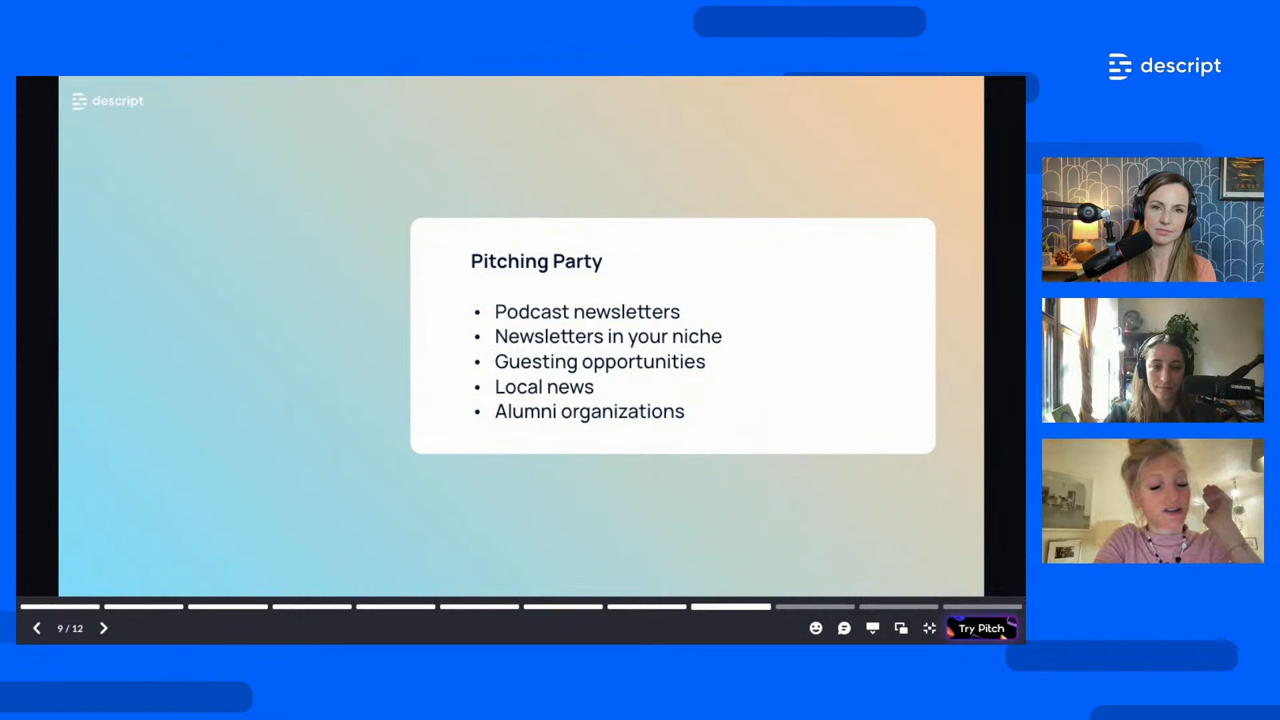 descript
descript
Pitching Party
• Podcast newsletters
• Newsletters in your niche
• Guesting opportunities
• Local news
• Alumni organizations
9 / 12
Try Pitch